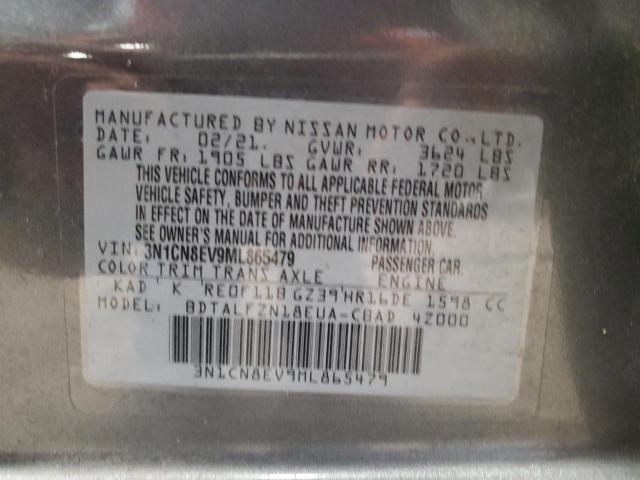 MANUFACTURED BY NISSAN MOTOR CO.,LTD.
DATE: 02/21. GVWR: 3624 LBS
GAWR FR: 1905 LBS GAWR RR: 1720 LBS
THIS VEHICLE CONFORMS TO ALL APPLICABLE FEDERAL MOTOR
VEHICLE SAFETY, BUMPER AND THEFT PREVENTION STANDARDS
IN EFFECT ON THE DATE OF MANUFACTURE SHOWN ABOVE.
SEE OWNER'S MANUAL FOR ADDITIONAL INFORMATION.
VIN: 3N1CN8EV9ML865479 PASSENGER CAR.
COLOR TRIM TRANS AXLE ENGINE
KAD K RE0F11B GZ39 HR16DE 1598 CC
MODEL: BDTALFZN18EUA-CBAD 4Z000
3N1CN8EV9ML865479